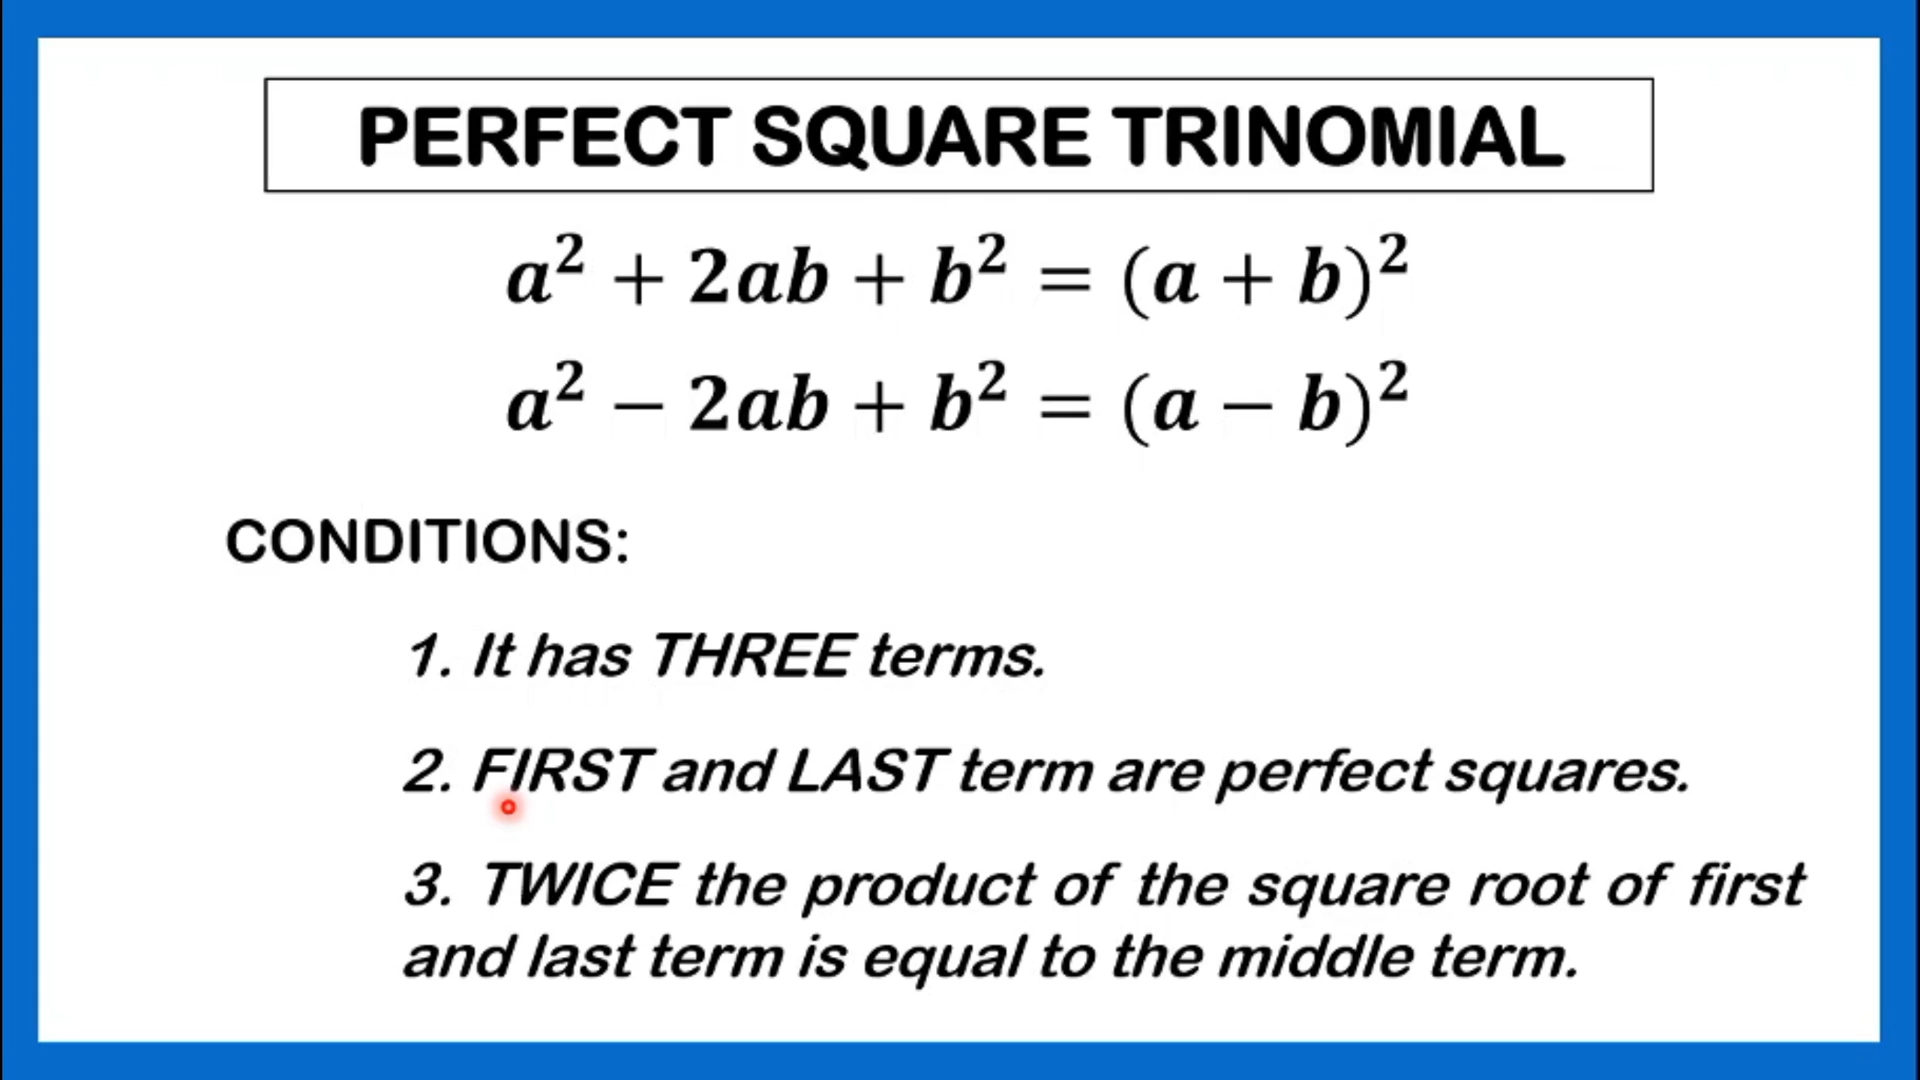 PERFECT SQUARE TRINOMIAL
a² + 2ab + b² = (a + b)²
a² − 2ab + b² = (a − b)²
CONDITIONS:
1. It has THREE terms.
2. FIRST and LAST term are perfect squares.
3. TWICE the product of the square root of first
and last term is equal to the middle term.